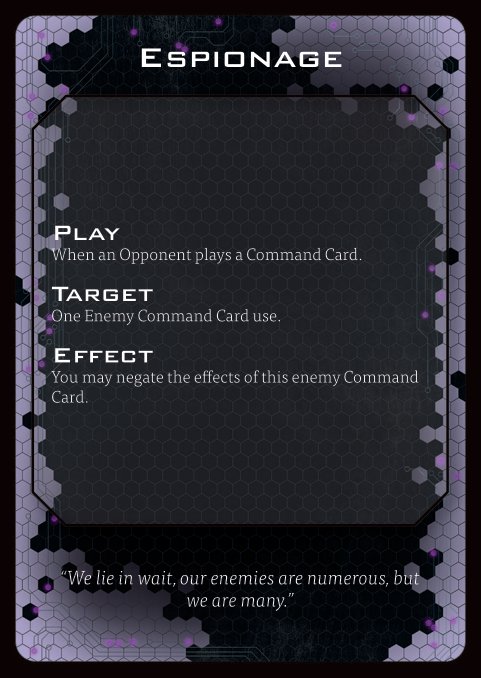 Espionage
Play
When an Opponent plays a Command Card.
Target
One Enemy Command Card use.
Effect
You may negate the effects of this enemy Command
Card.
“We lie in wait, our enemies are numerous, but
we are many.”